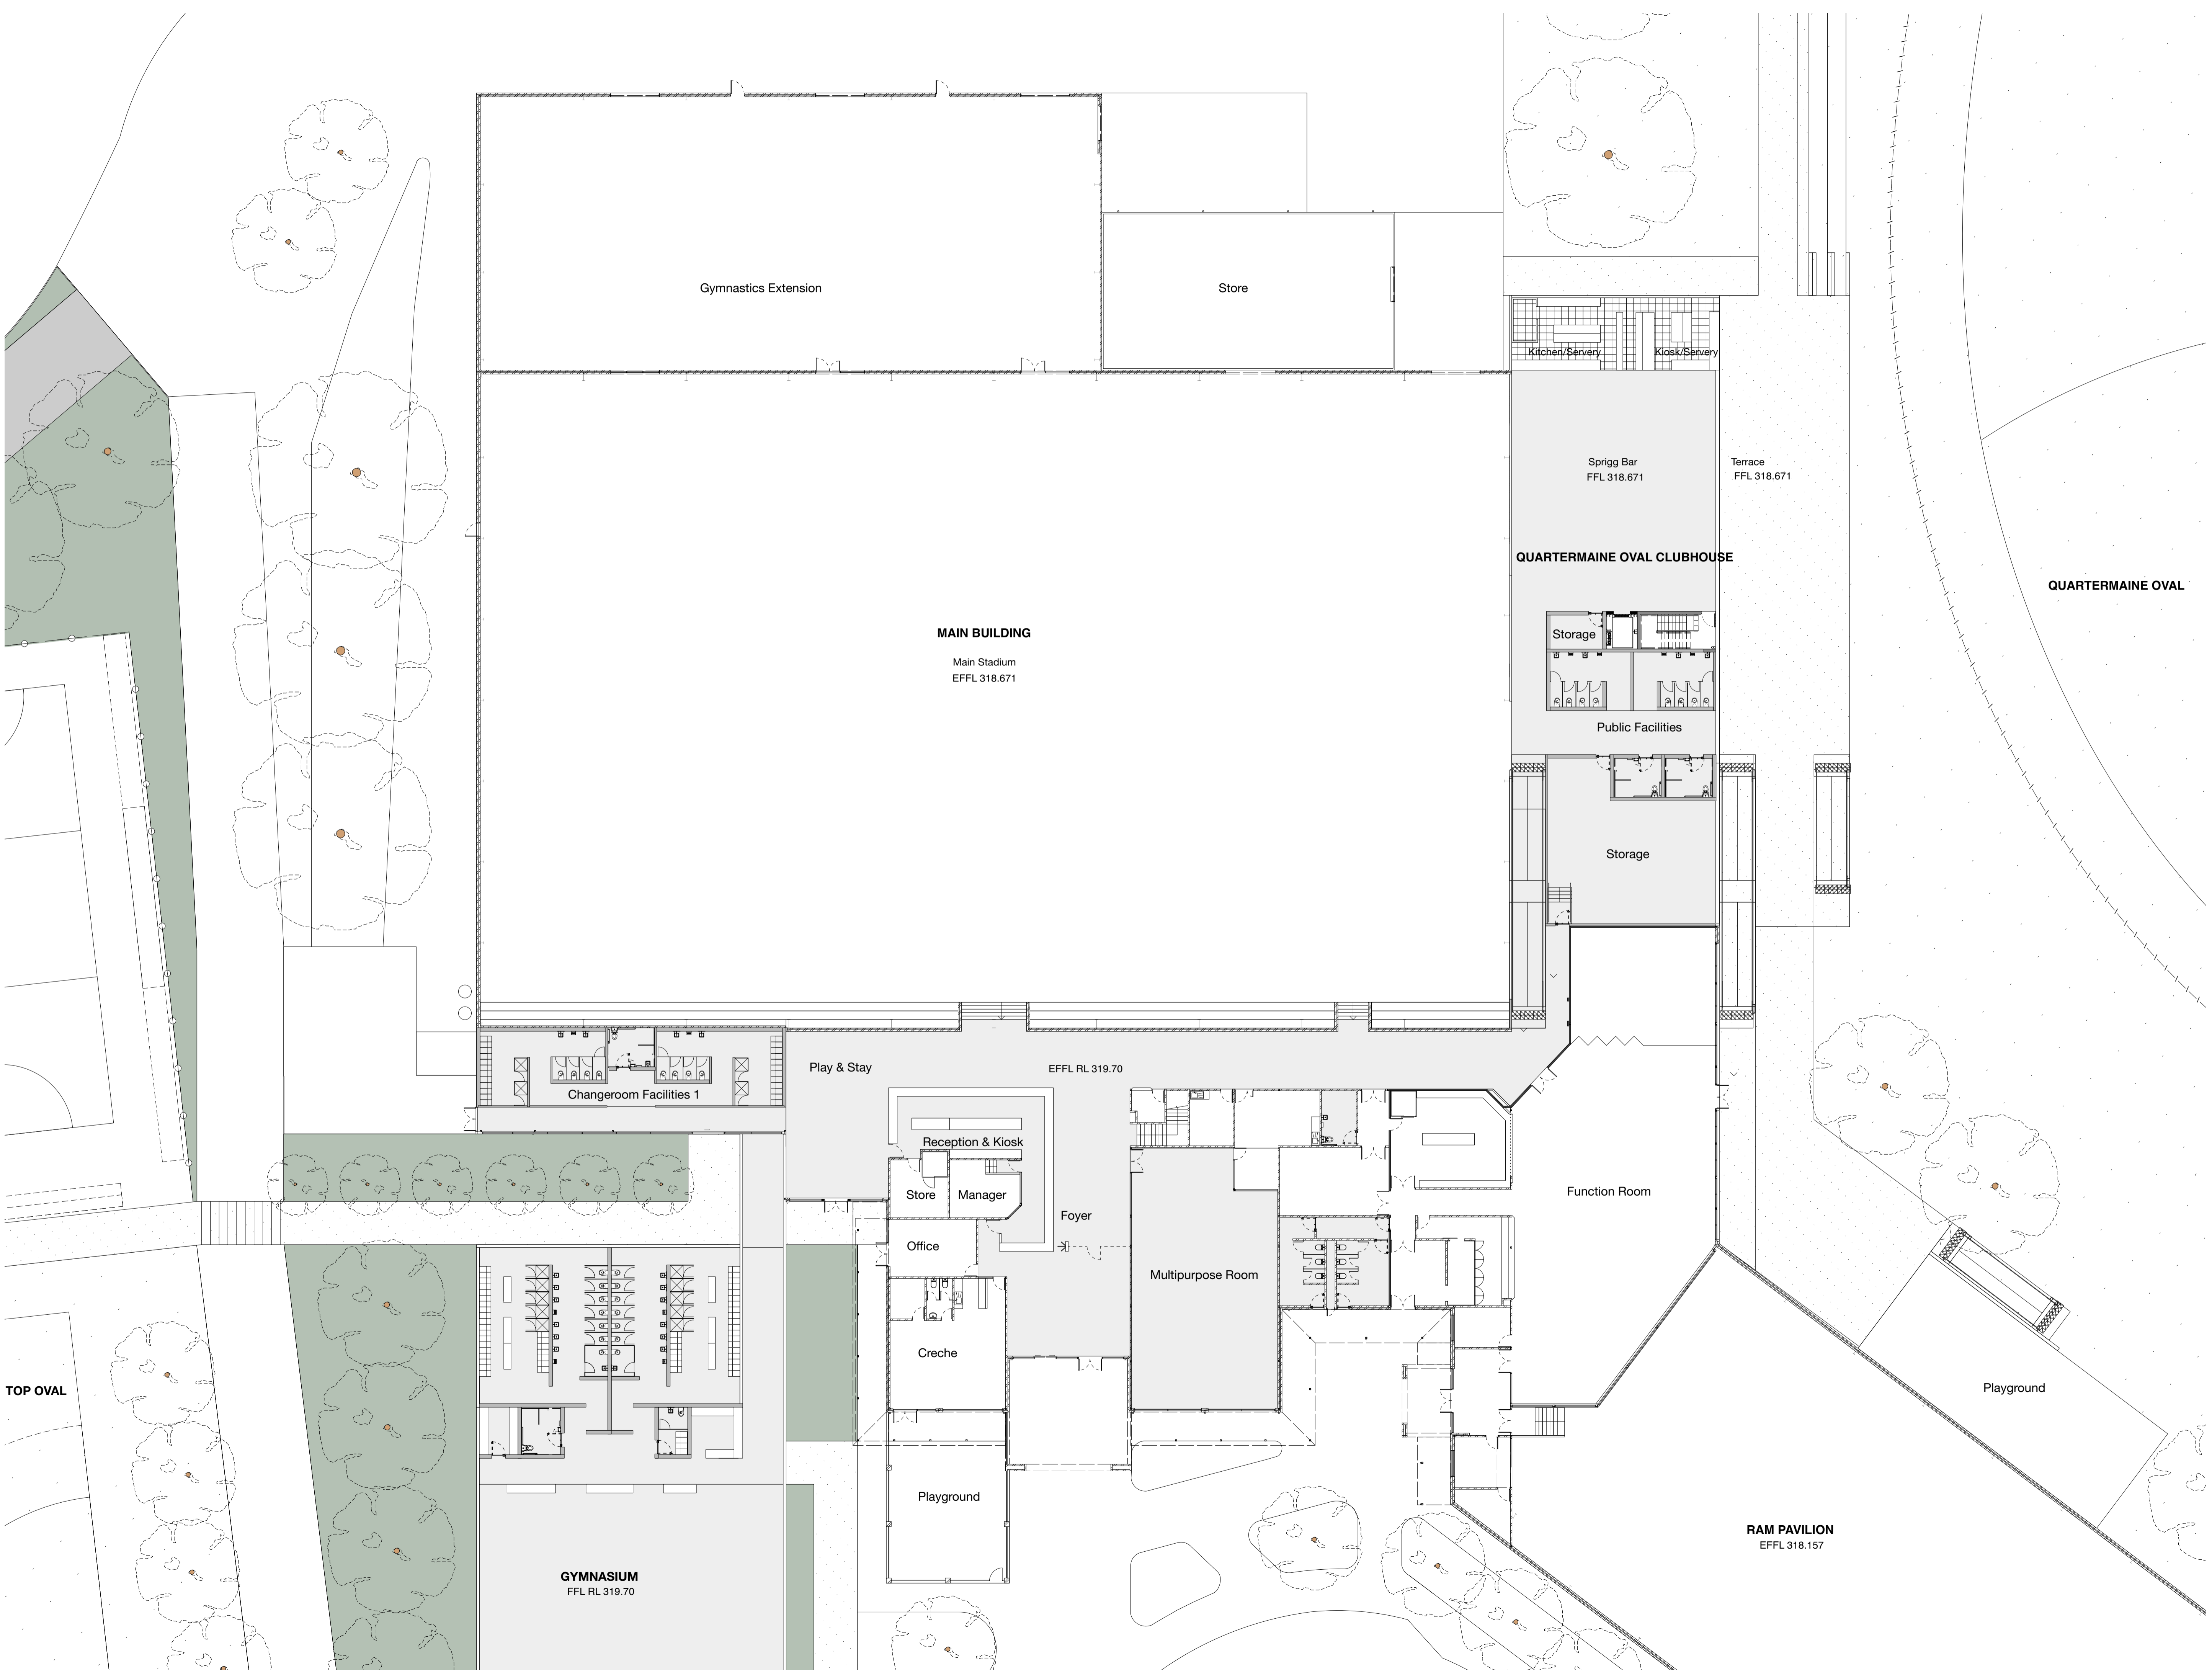 Gymnastics Extension
Store
Kitchen/Servery
Kiosk/Servery
Sprigg Bar
FFL 318.671
Terrace
FFL 318.671
QUARTERMAINE OVAL CLUBHOUSE
QUARTERMAINE OVAL
MAIN BUILDING
Main Stadium
EFFL 318.671
Storage
Public Facilities
Storage
Play & Stay
EFFL RL 319.70
Changeroom Facilities 1
Reception & Kiosk
Store
Manager
Foyer
Office
Function Room
Multipurpose Room
Creche
TOP OVAL
Playground
Playground
RAM PAVILION
EFFL 318.157
GYMNASIUM
FFL RL 319.70